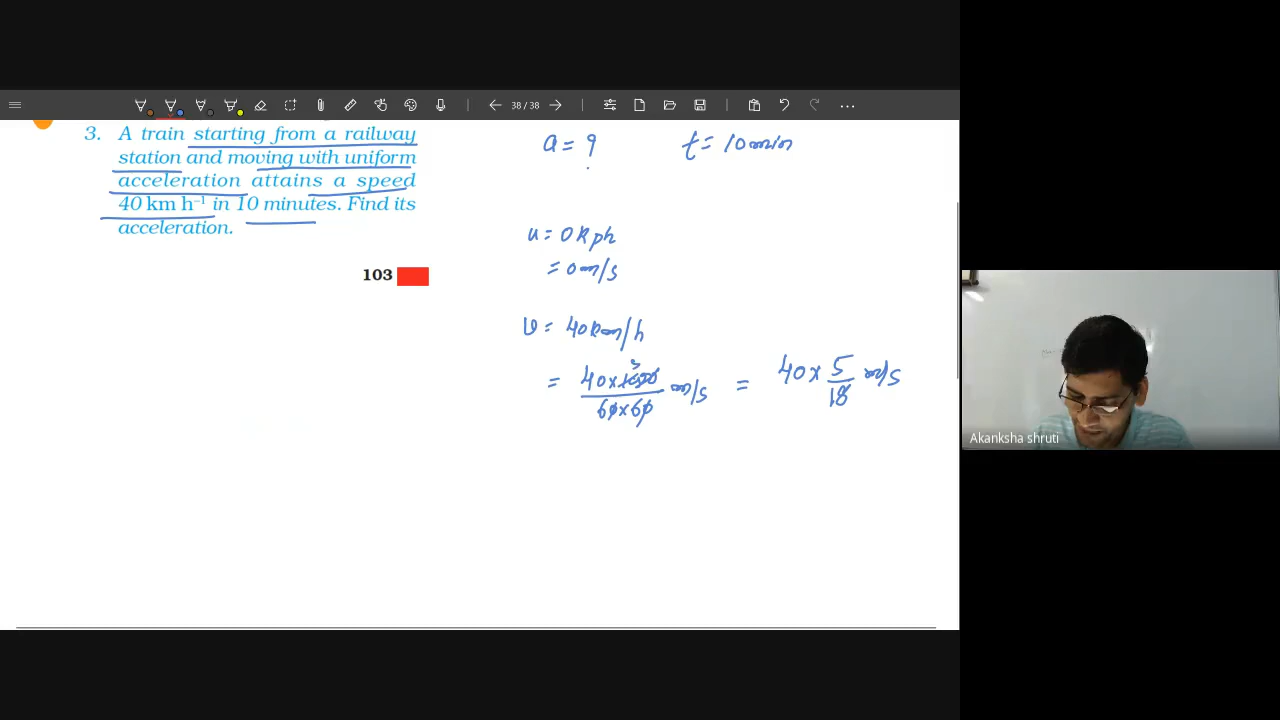 38 / 38
3. A train starting from a railway
station and moving with uniform
acceleration attains a speed
40 km h⁻¹ in 10 minutes. Find its
acceleration.
103
a = ? t = 10 min
u = 0 kph
= 0 m/s
v = 40 km/h
= 40 × 1000 / 60 × 60 m/s = 40 × 5/18 m/s
5
Akanksha shruti